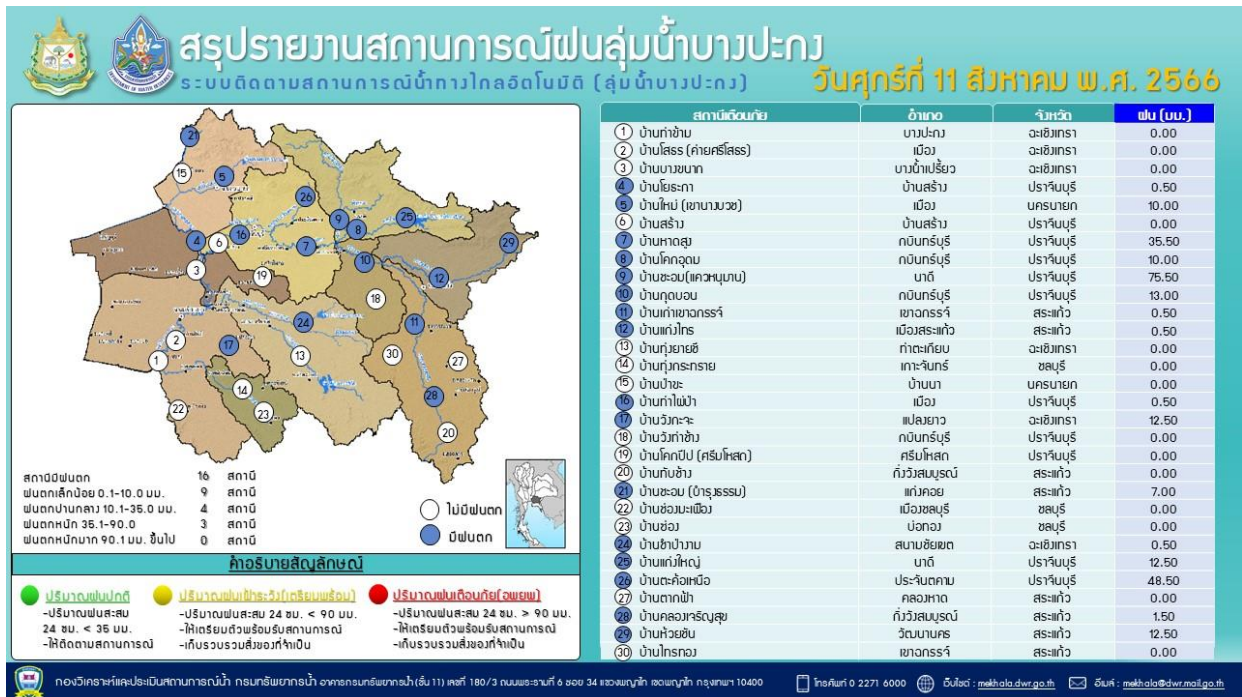 สรุปรายงานสถานการณ์ฝนลุ่มน้ำบางปะกง
ระบบติดตามสถานการณ์น้ำทางไกลอัตโนมัติ (ลุ่มน้ำบางปะกง)
วันศุกร์ที่ 11 สิงหาคม พ.ศ. 2566
สถานีเตือนภัย อำเภอ จังหวัด ฝน (มม.)
1 บ้านท่าข้าม บางปะกง ฉะเชิงเทรา 0.00
2 บ้านโสธร (ค่ายศรีโสธร) เมือง ฉะเชิงเทรา 0.00
3 บ้านบางขนาก บางน้ำเปรี้ยว ฉะเชิงเทรา 0.00
4 บ้านโยธะกา บ้านสร้าง ปราจีนบุรี 0.50
5 บ้านใหม่ (เขานางบวช) เมือง นครนายก 10.00
6 บ้านสร้าง บ้านสร้าง ปราจีนบุรี 0.00
7 บ้านหาดสูง กบินทร์บุรี ปราจีนบุรี 35.50
8 บ้านโคกอุดม กบินทร์บุรี ปราจีนบุรี 10.00
9 บ้านชะอม(แควหนุมาน) นาดี ปราจีนบุรี 75.50
10 บ้านกุดบอน กบินทร์บุรี ปราจีนบุรี 13.00
11 บ้านเก่าเขาฉกรรจ์ เขาฉกรรจ์ สระแก้ว 0.50
12 บ้านแก่งไทร เมืองสระแก้ว สระแก้ว 0.50
13 บ้านทุ่งยายชี ท่าตะเกียบ ฉะเชิงเทรา 0.00
14 บ้านทุ่งกระทราย เกาะจันทร์ ชลบุรี 0.00
15 บ้านป่าขะ บ้านนา นครนายก 0.00
16 บ้านท่าไผ่ป่า เมือง ปราจีนบุรี 0.50
17 บ้านวังกะจะ แปลงยาว ฉะเชิงเทรา 12.50
18 บ้านวังท่าช้าง กบินทร์บุรี ปราจีนบุรี 0.00
19 บ้านโคกปีป (ศรีมโหสถ) ศรีมโหสถ ปราจีนบุรี 0.00
20 บ้านทับช้าง กิ่งวังสมบูรณ์ สระแก้ว 0.00
21 บ้านชะอม (บำรุงธรรม) แก่งคอย สระแก้ว 7.00
22 บ้านช่องมะเฟือง เมืองชลบุรี ชลบุรี 0.00
23 บ้านช่อง บ่อทอง ชลบุรี 0.00
24 บ้านชำป่างาม สนามชัยเขต ฉะเชิงเทรา 0.50
25 บ้านแก่งใหญ่ นาดี ปราจีนบุรี 12.50
26 บ้านตะคร้อเหนือ ประจันตคาม ปราจีนบุรี 48.50
27 บ้านตากฟ้า คลองหาด สระแก้ว 0.00
28 บ้านคลองเจริญสุข กิ่งวังสมบูรณ์ สระแก้ว 1.50
29 บ้านห้วยชัน วัฒนานคร สระแก้ว 12.50
30 บ้านไทรทอง เขาฉกรรจ์ สระแก้ว 0.00
สถานีมีฝนตก 16 สถานี
ฝนตกเล็กน้อย 0.1-10.0 มม. 9 สถานี
ฝนตกปานกลาง 10.1-35.0 มม. 4 สถานี
ฝนตกหนัก 35.1-90.0 3 สถานี
ฝนตกหนักมาก 90.1 มม. ขึ้นไป 0 สถานี
ไม่มีฝนตก
มีฝนตก
คำอธิบายสัญลักษณ์
ปริมาณฝนปกติ
-ปริมาณฝนสะสม
24 ชม. < 35 มม.
-ให้ติดตามสถานการณ์
ปริมาณฝนเฝ้าระวัง(เตรียมพร้อม)
-ปริมาณฝนสะสม 24 ชม. < 90 มม.
-ให้เตรียมตัวพร้อมรับสถานการณ์
-เก็บรวบรวมสิ่งของที่จำเป็น
ปริมาณฝนเตือนภัย(อพยพ)
-ปริมาณฝนสะสม 24 ชม. > 90 มม.
-ให้เตรียมตัวพร้อมรับสถานการณ์
-เก็บรวบรวมสิ่งของที่จำเป็น
กองวิเคราะห์และประเมินสถานการณ์น้ำ กรมทรัพยากรน้ำ อาคารกรมทรัพยากรน้ำ (ชั้น 11) เลขที่ 180/3 ถนนพระรามที่ 6 ซอย 34 แขวงพญาไท เขตพญาไท กรุงเทพฯ 10400 โทรศัพท์ 0 2271 6000 เว็บไซต์ : mekhala.dwr.go.th อีเมล์ : mekhala@dwr.mail.go.th